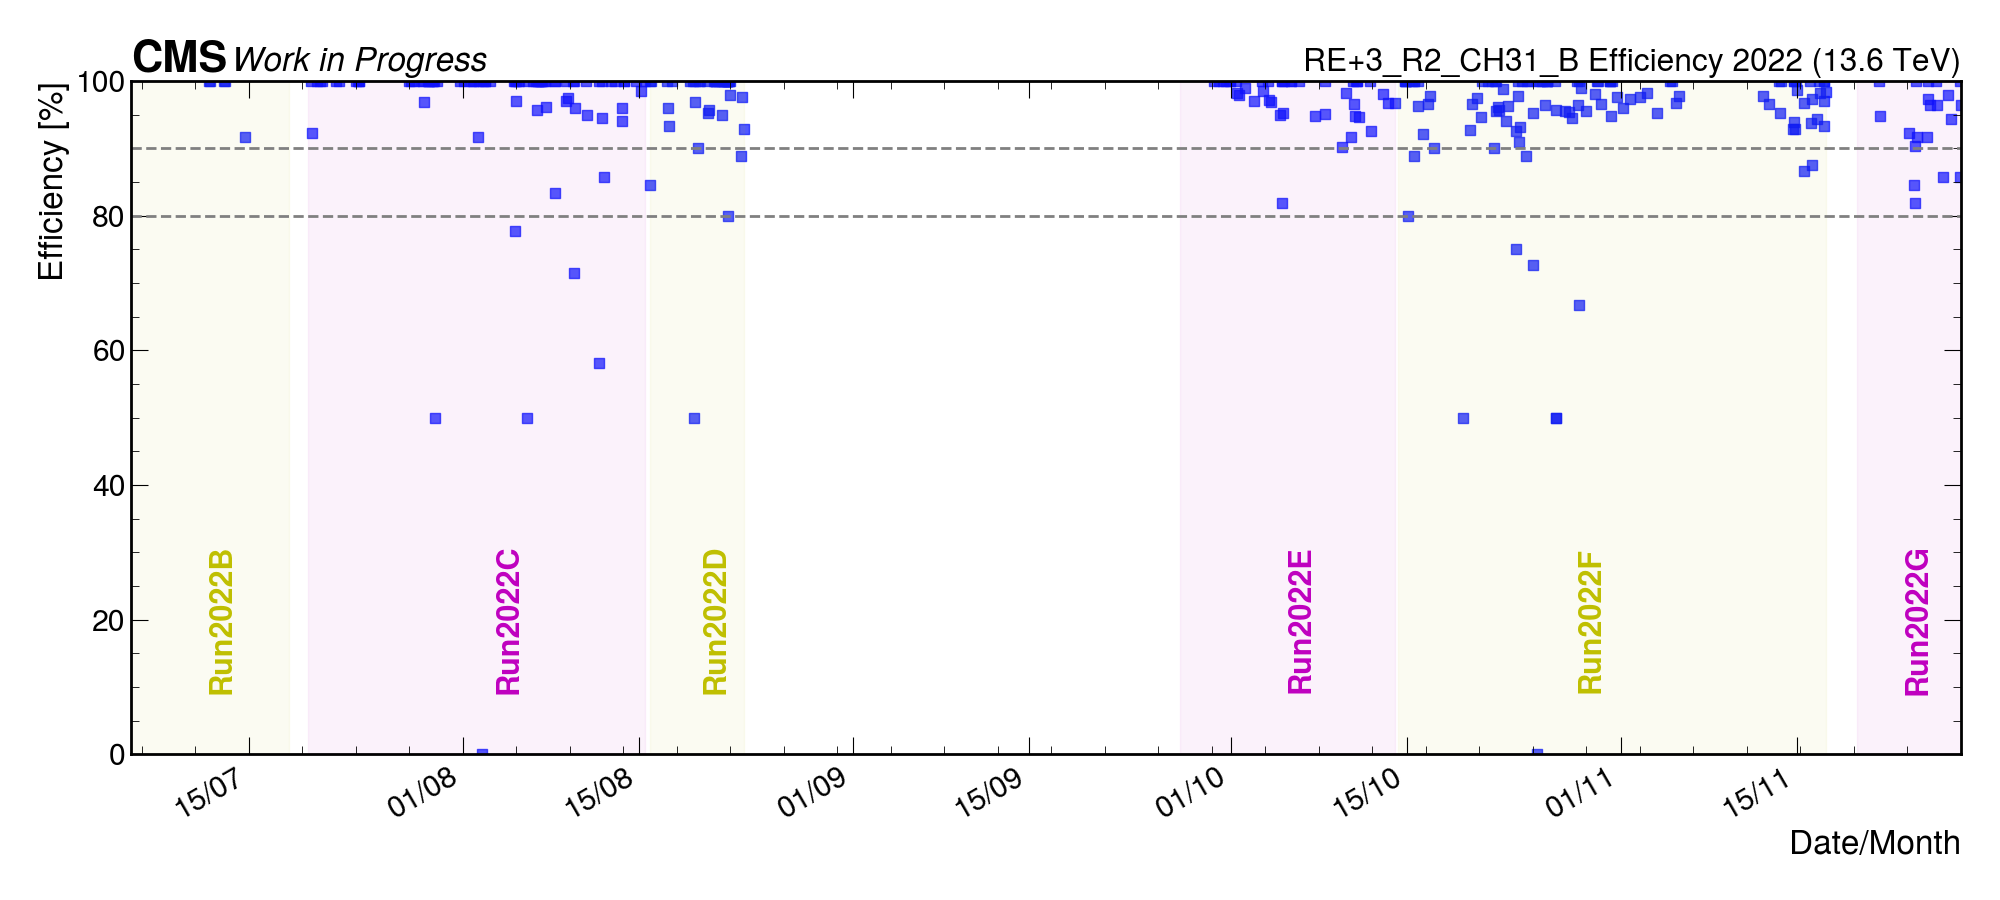 CMS Work in Progress
RE+3_R2_CH31_B Efficiency 2022 (13.6 TeV)
Efficiency [%]
100
80
60
40
20
0
Run2022B
Run2022C
Run2022D
Run2022E
Run2022F
Run2022G
15/07
01/08
15/08
01/09
15/09
01/10
15/10
01/11
15/11
Date/Month